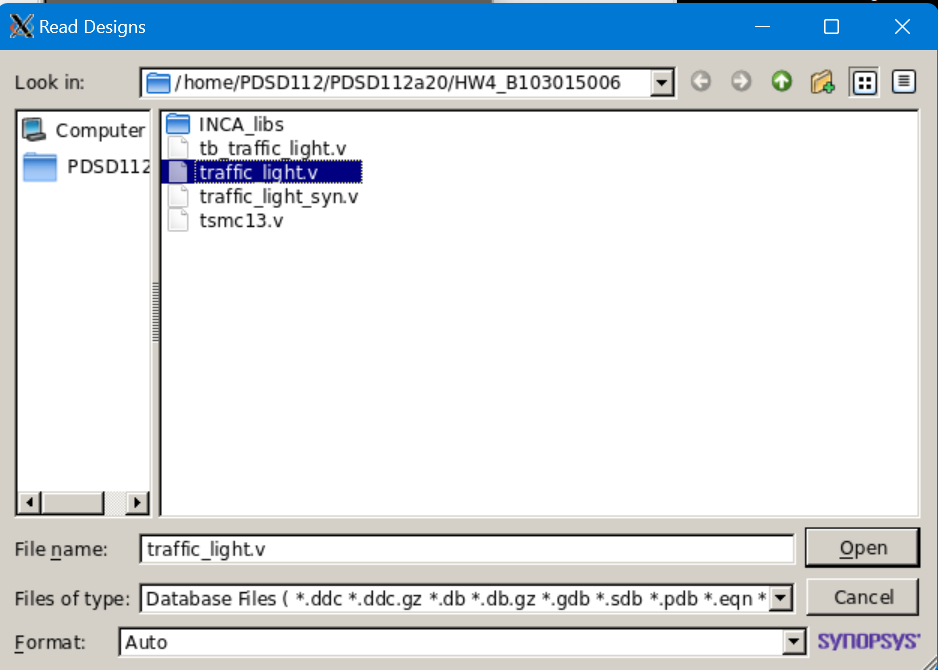 Read Designs
Look in: /home/PDSD112/PDSD112a20/HW4_B103015006
Computer
PDSD112
INCA_libs
tb_traffic_light.v
traffic_light.v
traffic_light_syn.v
tsmc13.v
File name: traffic_light.v Open
Files of type: Database Files ( *.ddc *.ddc.gz *.db *.db.gz *.gdb *.sdb *.pdb *.eqn * Cancel
Format: Auto SYNOPSYS